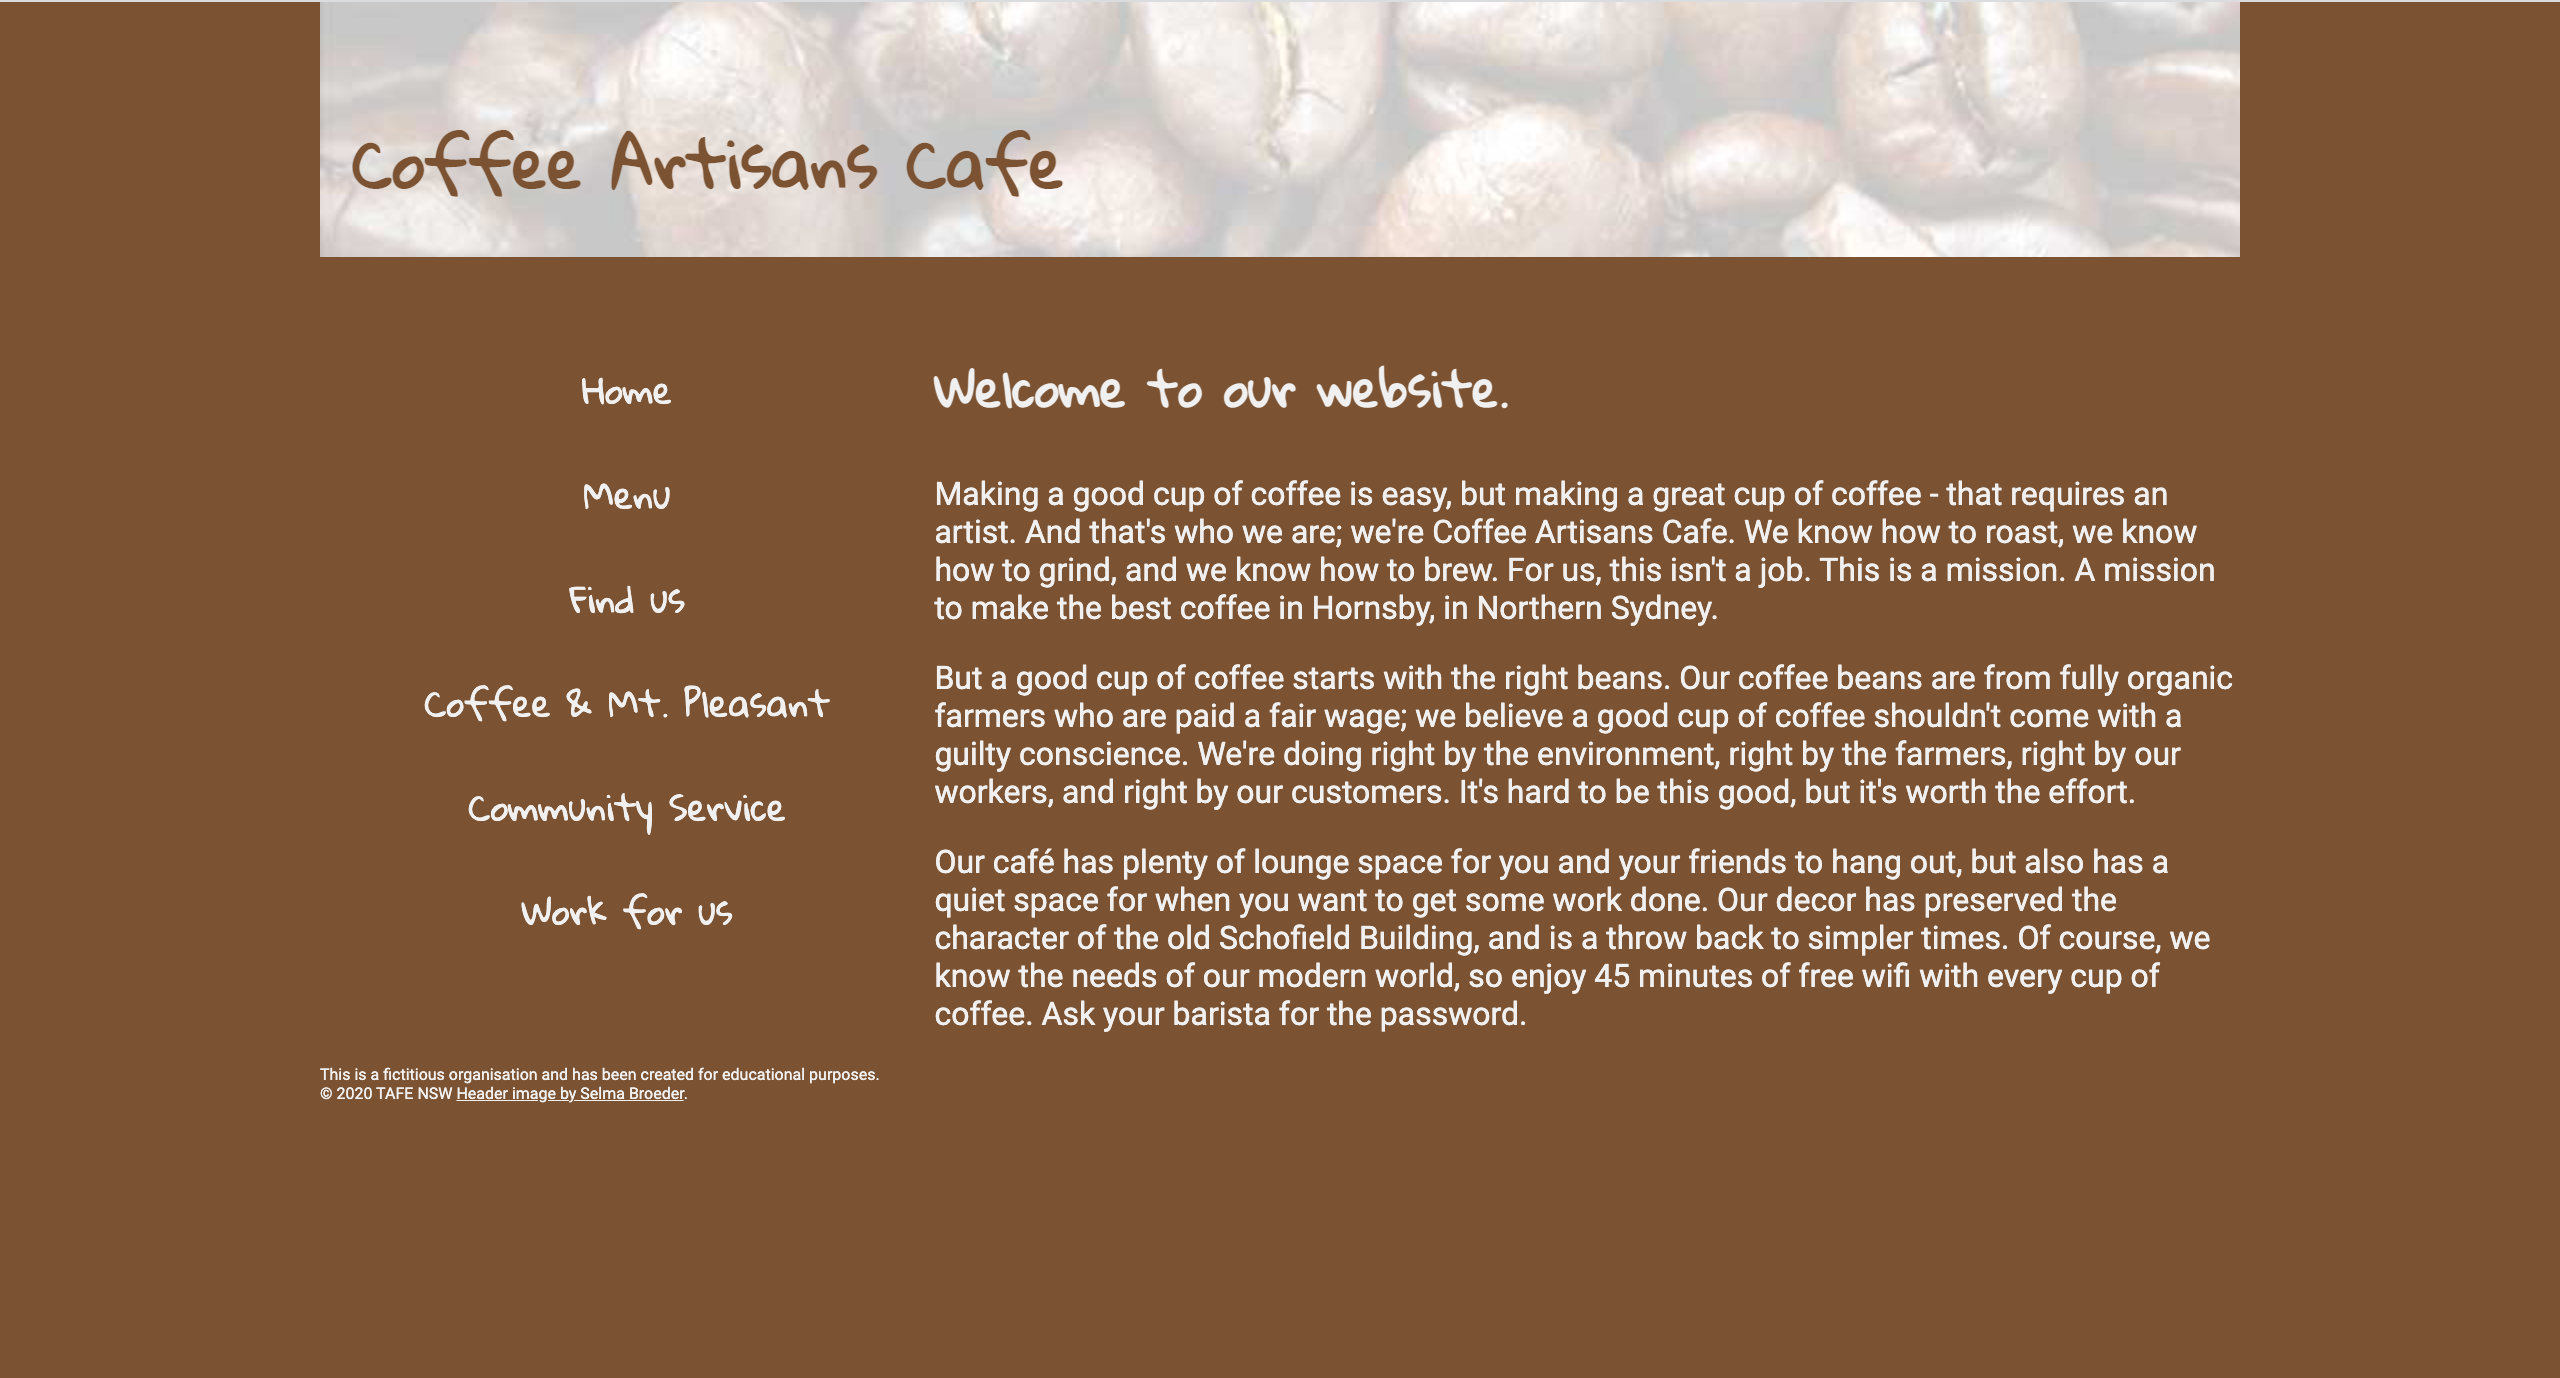 Coffee Artisans Cafe
Home
Menu
Find us
Coffee & Mt. Pleasant
Community Service
Work for us
Welcome to our website.
Making a good cup of coffee is easy, but making a great cup of coffee - that requires an
artist. And that's who we are; we're Coffee Artisans Cafe. We know how to roast, we know
how to grind, and we know how to brew. For us, this isn't a job. This is a mission. A mission
to make the best coffee in Hornsby, in Northern Sydney.
But a good cup of coffee starts with the right beans. Our coffee beans are from fully organic
farmers who are paid a fair wage; we believe a good cup of coffee shouldn't come with a
guilty conscience. We're doing right by the environment, right by the farmers, right by our
workers, and right by our customers. It's hard to be this good, but it's worth the effort.
Our café has plenty of lounge space for you and your friends to hang out, but also has a
quiet space for when you want to get some work done. Our decor has preserved the
character of the old Schofield Building, and is a throw back to simpler times. Of course, we
know the needs of our modern world, so enjoy 45 minutes of free wifi with every cup of
coffee. Ask your barista for the password.
This is a fictitious organisation and has been created for educational purposes.
© 2020 TAFE NSW Header image by Selma Broeder.